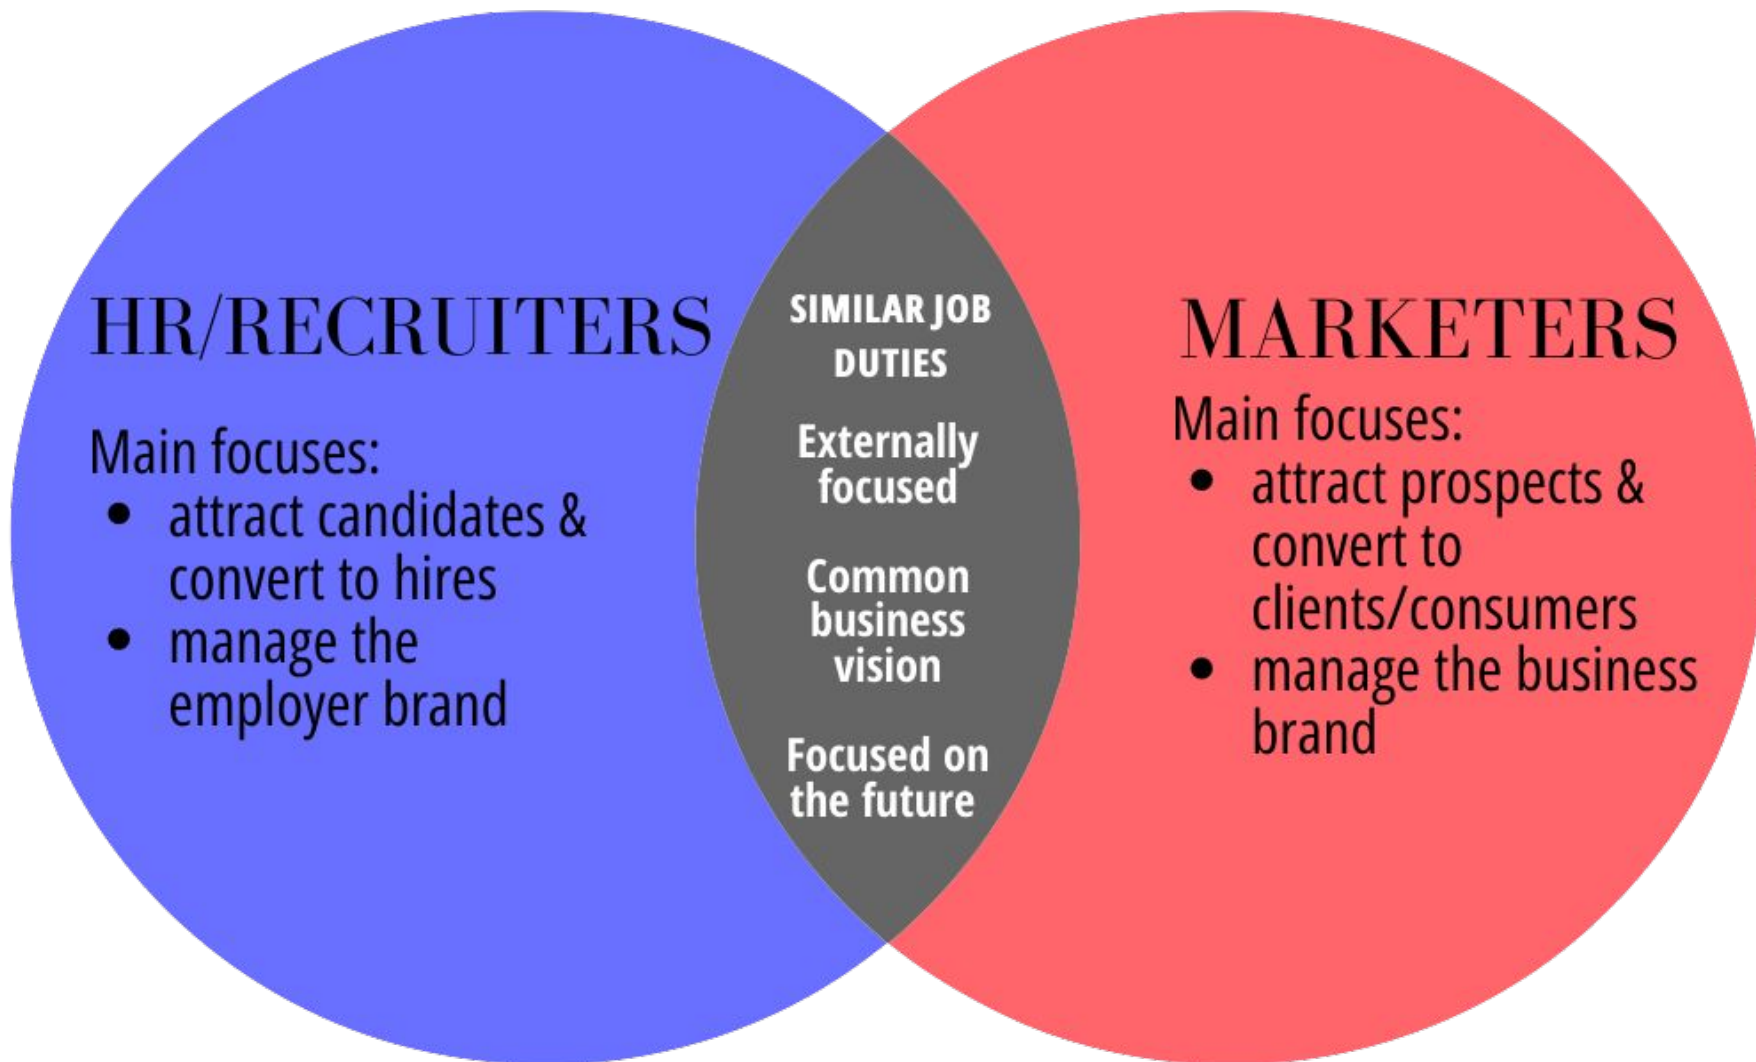 HR/RECRUITERS
Main focuses:
• attract candidates &
convert to hires
• manage the
employer brand
SIMILAR JOB
DUTIES
Externally
focused
Common
business
vision
Focused on
the future
MARKETERS
Main focuses:
• attract prospects &
convert to
clients/consumers
• manage the business
brand